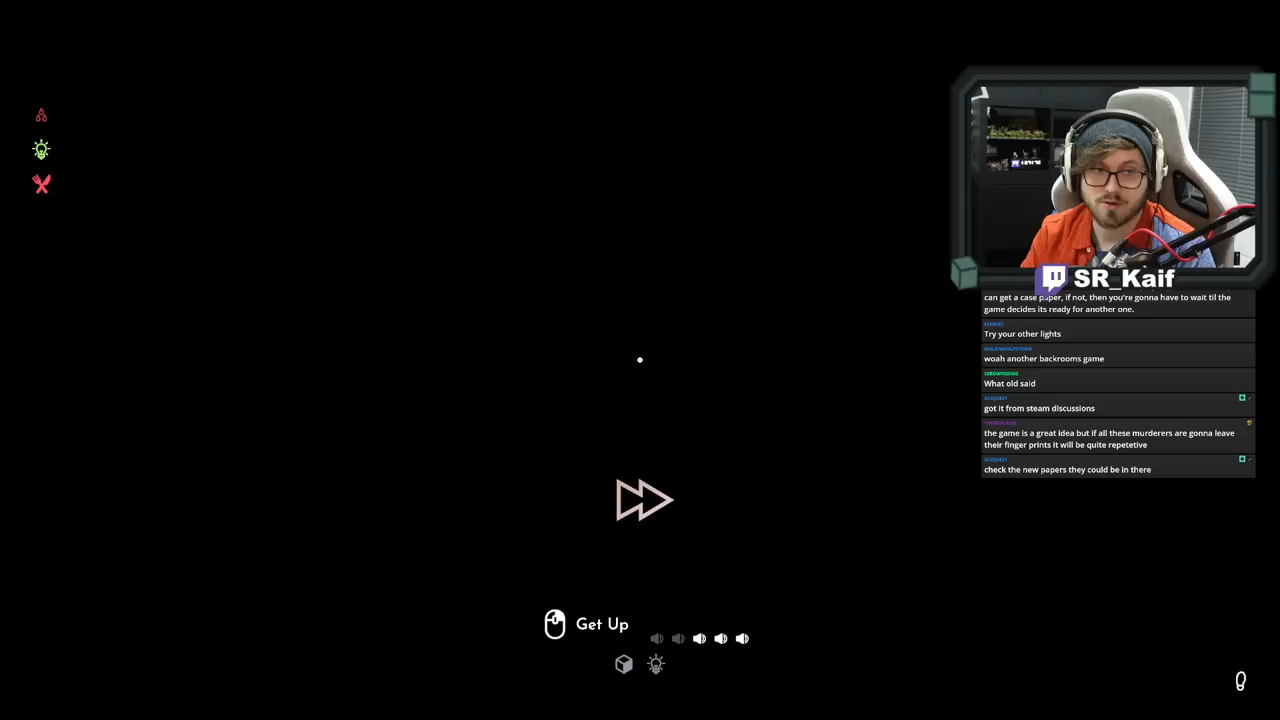 SR_Kaif
can get a case paper, if not, then you're gonna have to wait til the
game decides its ready for another one.
Try your other lights
WALKNWOLFSTORM
woah another backrooms game
What old said
OLDJOE21
got it from steam discussions
the game is a great idea but if all these murderers are gonna leave
their finger prints it will be quite repetetive
OLDJOE21
check the new papers they could be in there
Get Up